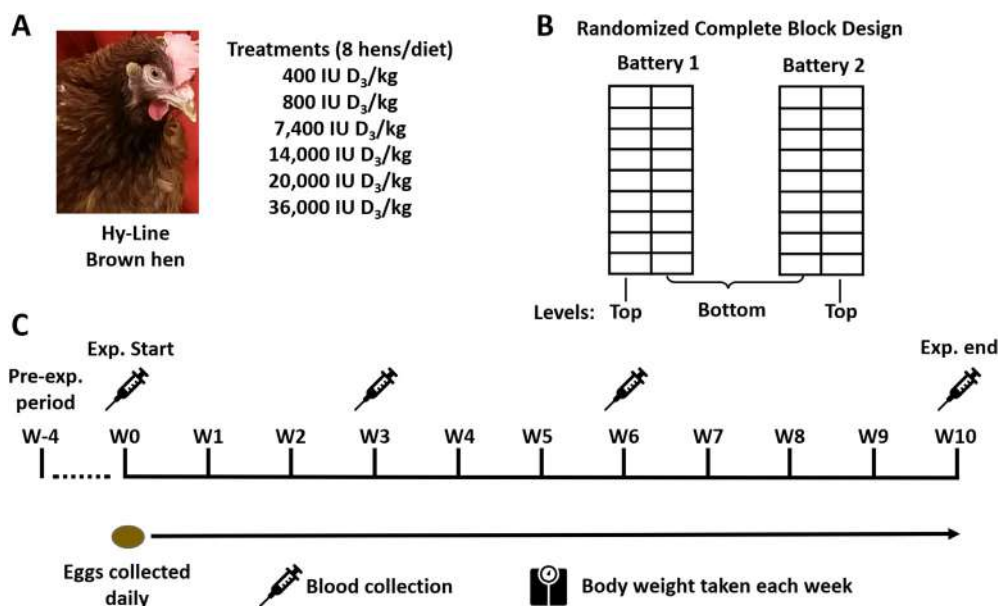 A
Treatments (8 hens/diet)
400 IU D₃/kg
800 IU D₃/kg
7,400 IU D₃/kg
14,000 IU D₃/kg
20,000 IU D₃/kg
36,000 IU D₃/kg
Hy-Line
Brown hen
B
Randomized Complete Block Design
Battery 1 Battery 2
Levels: Top Bottom Top
C
Exp. Start Exp. end
Pre-exp.
period
W-4 W0 W1 W2 W3 W4 W5 W6 W7 W8 W9 W10
Eggs collected
daily
Blood collection
Body weight taken each week